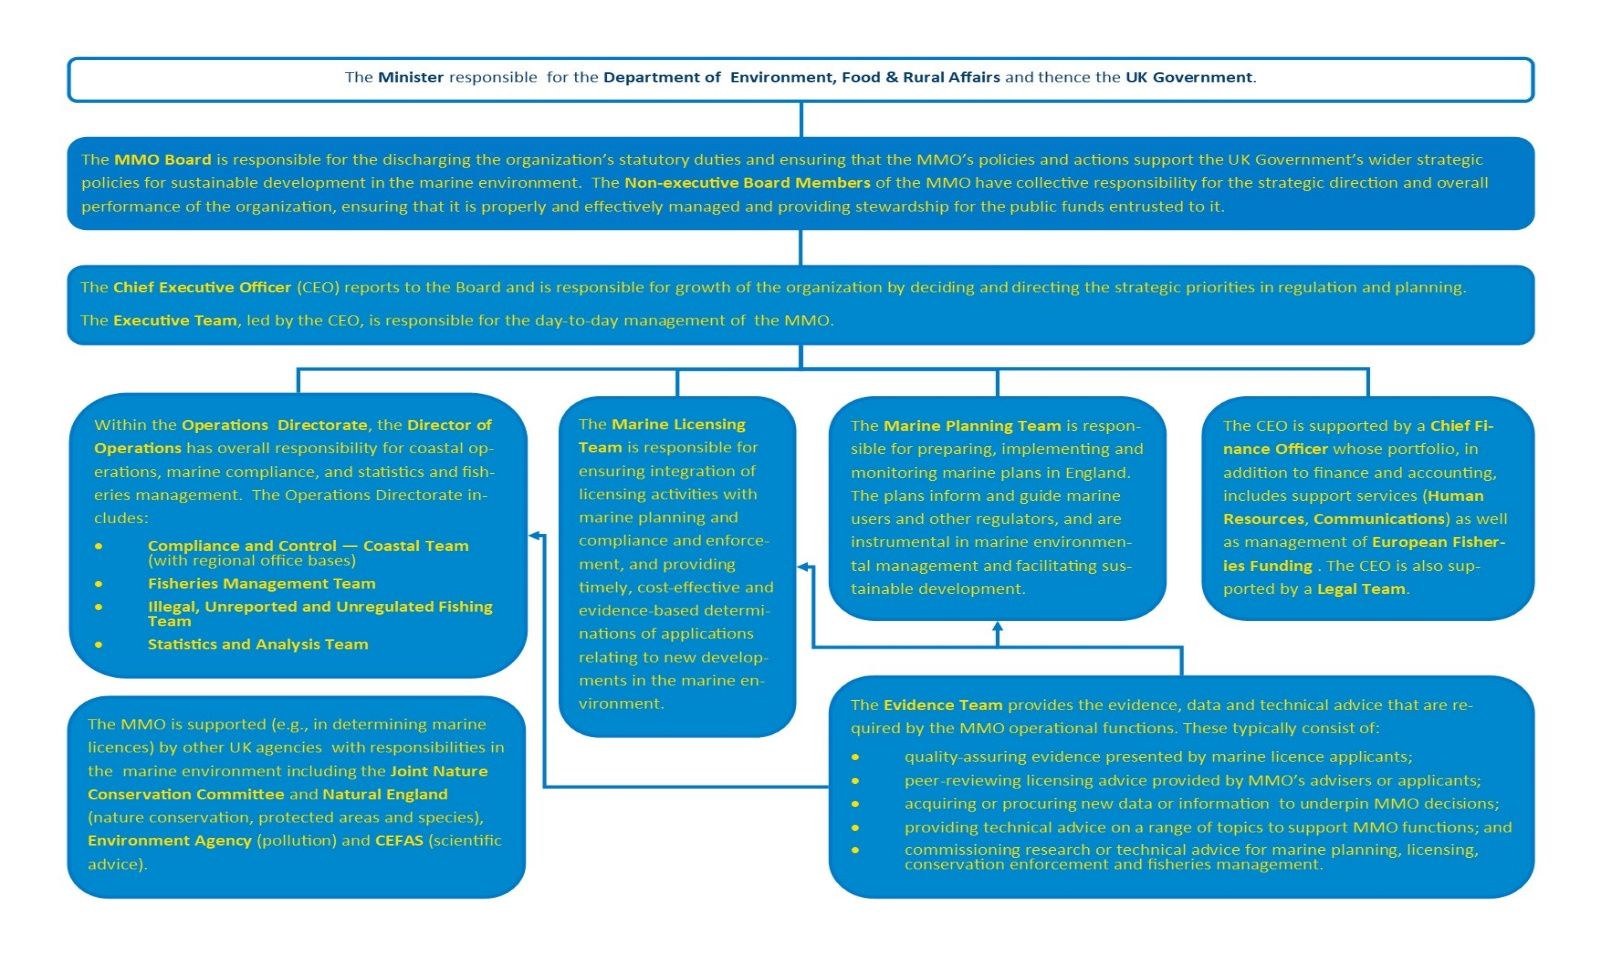 The Minister responsible for the Department of Environment, Food & Rural Affairs and thence the UK Government.
The MMO Board is responsible for the discharging the organization's statutory duties and ensuring that the MMO's policies and actions support the UK Government's wider strategic
policies for sustainable development in the marine environment. The Non-executive Board Members of the MMO have collective responsibility for the strategic direction and overall
performance of the organization, ensuring that it is properly and effectively managed and providing stewardship for the public funds entrusted to it.
The Chief Executive Officer (CEO) reports to the Board and is responsible for growth of the organization by deciding and directing the strategic priorities in regulation and planning.
The Executive Team, led by the CEO, is responsible for the day-to-day management of the MMO.
Within the Operations Directorate, the Director of
Operations has overall responsibility for coastal op-
erations, marine compliance, and statistics and fish-
eries management. The Operations Directorate in-
cludes:
• Compliance and Control — Coastal Team
(with regional office bases)
• Fisheries Management Team
• Illegal, Unreported and Unregulated Fishing
Team
• Statistics and Analysis Team
The Marine Licensing
Team is responsible for
ensuring integration of
licensing activities with
marine planning and
compliance and enforce-
ment, and providing
timely, cost-effective and
evidence-based determi-
nations of applications
relating to new develop-
ments in the marine en-
vironment.
The Marine Planning Team is respon-
sible for preparing, implementing and
monitoring marine plans in England.
The plans inform and guide marine
users and other regulators, and are
instrumental in marine environmen-
tal management and facilitating sus-
tainable development.
The CEO is supported by a Chief Fi-
nance Officer whose portfolio, in
addition to finance and accounting,
includes support services (Human
Resources, Communications) as well
as management of European Fisher-
ies Funding . The CEO is also sup-
ported by a Legal Team.
The MMO is supported (e.g., in determining marine
licences) by other UK agencies with responsibilities in
the marine environment including the Joint Nature
Conservation Committee and Natural England
(nature conservation, protected areas and species),
Environment Agency (pollution) and CEFAS (scientific
advice).
The Evidence Team provides the evidence, data and technical advice that are re-
quired by the MMO operational functions. These typically consist of:
• quality-assuring evidence presented by marine licence applicants;
• peer-reviewing licensing advice provided by MMO's advisers or applicants;
• acquiring or procuring new data or information to underpin MMO decisions;
• providing technical advice on a range of topics to support MMO functions; and
• commissioning research or technical advice for marine planning, licensing,
conservation enforcement and fisheries management.